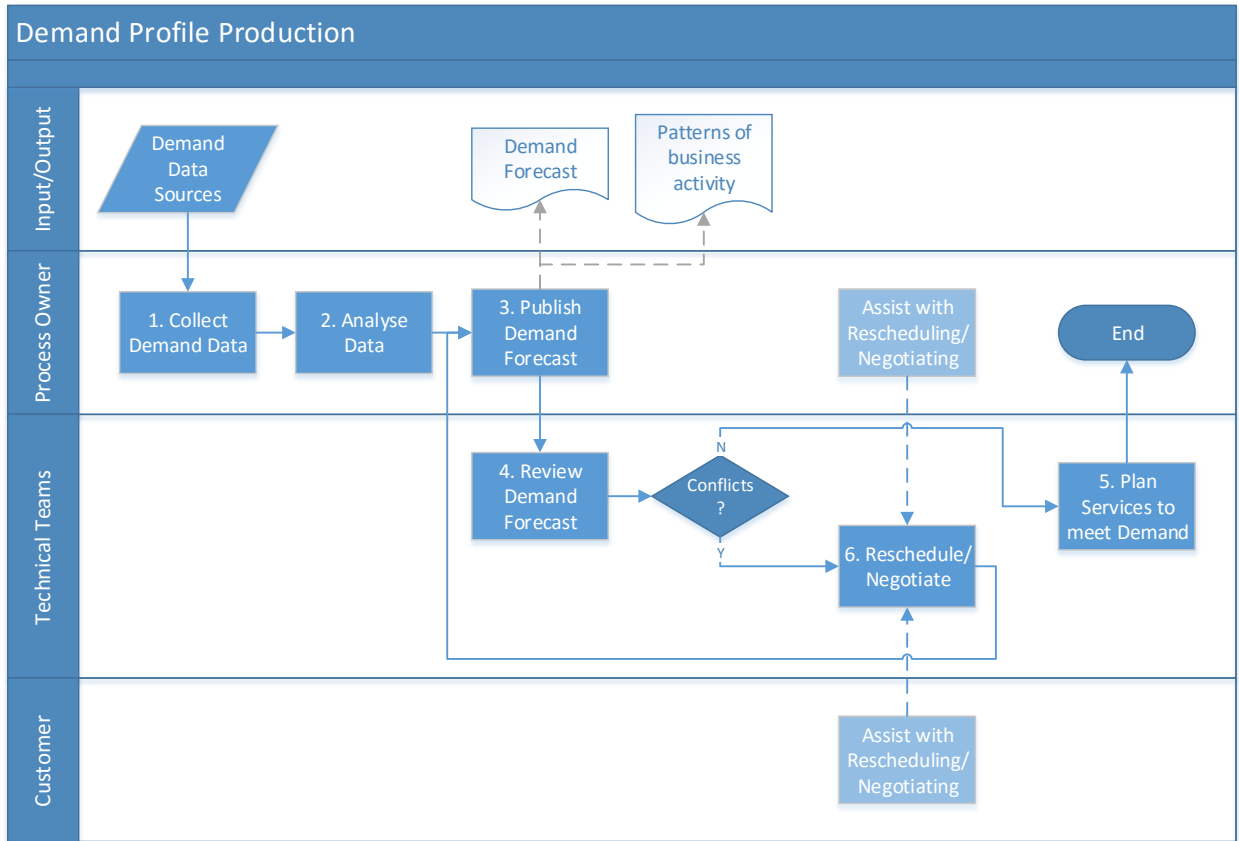 Demand Profile Production
Input/Output
Demand
Data
Sources
Demand
Forecast
Patterns of
business
activity
Process Owner
1. Collect
Demand Data
2. Analyse
Data
3. Publish
Demand
Forecast
Assist with
Rescheduling/
Negotiating
End
Technical Teams
4. Review
Demand
Forecast
N
Conflicts
?
Y
6. Reschedule/
Negotiate
5. Plan
Services to
meet Demand
Customer
Assist with
Rescheduling/
Negotiating